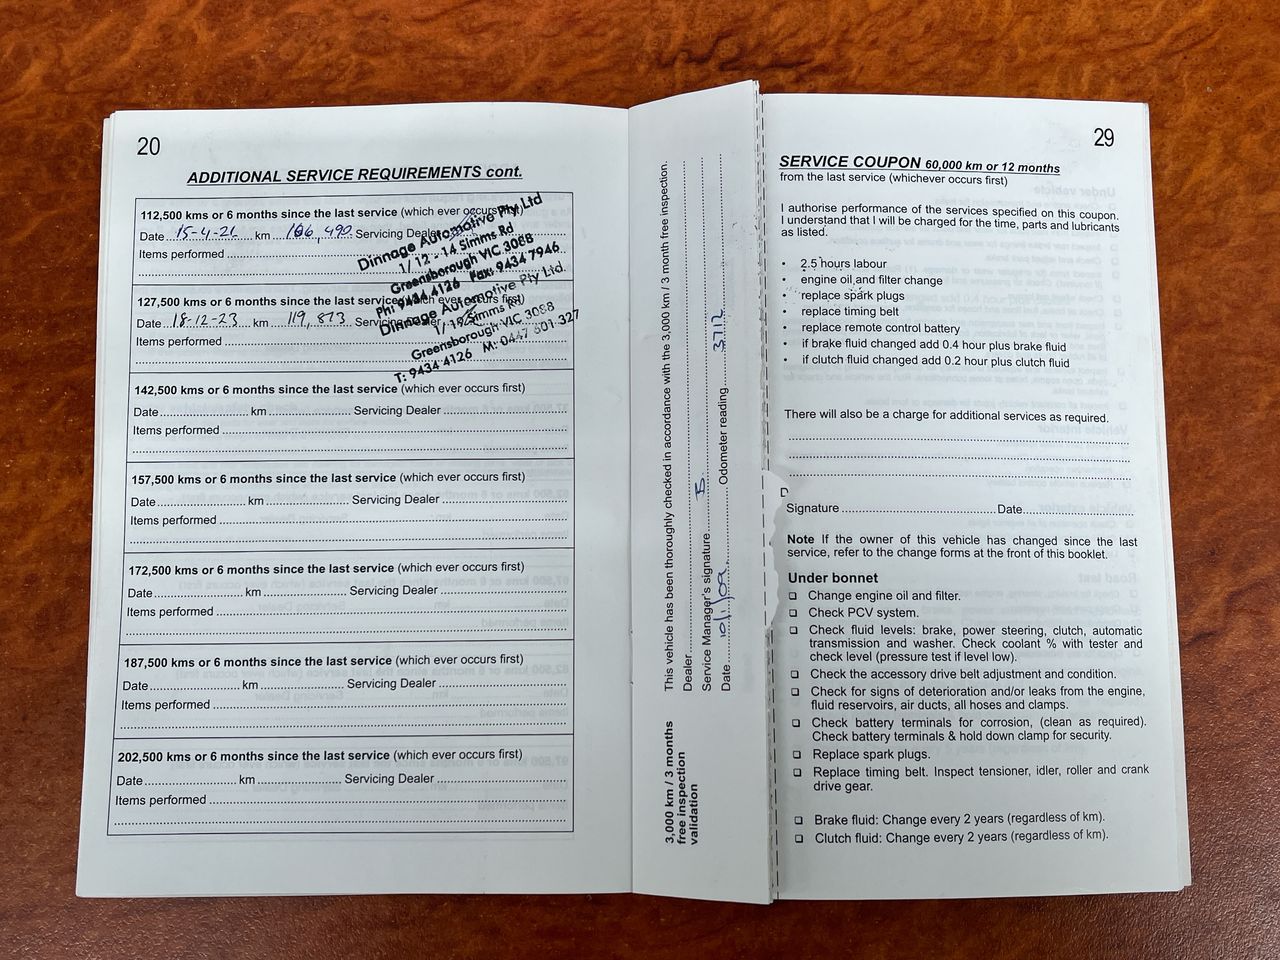 20
ADDITIONAL SERVICE REQUIREMENTS cont.
112,500 kms or 6 months since the last service (which ever occurs first)
Date 15-4-21 km 106,490 Servicing Dealer
Items performed
Dinnage Automotive Pty Ltd
1/12 - 14 Simms Rd
Greensborough VIC 3088
Ph: 9434 4126 Fax: 9434 7946
127,500 kms or 6 months since the last service (which ever occurs first)
Date 18-12-23 km 119,873 Servicing Dealer
Items performed
Dinnage Automotive Pty Ltd.
Simms Rd
Greensborough VIC 3088
T: 9434 4126 M: 0447 801 327
142,500 kms or 6 months since the last service (which ever occurs first)
Date km Servicing Dealer
Items performed
157,500 kms or 6 months since the last service (which ever occurs first)
Date km Servicing Dealer
Items performed
172,500 kms or 6 months since the last service (which ever occurs first)
Date km Servicing Dealer
Items performed
187,500 kms or 6 months since the last service (which ever occurs first)
Date km Servicing Dealer
Items performed
202,500 kms or 6 months since the last service (which ever occurs first)
Date km Servicing Dealer
Items performed
3,000 km / 3 months
free inspection
validation
This vehicle has been thoroughly checked in accordance with the 3,000 km / 3 month free inspection.
Dealer
Service Manager's signature
Date 10/1/09 Odometer reading 3712
29
SERVICE COUPON 60,000 km or 12 months
from the last service (whichever occurs first)
I authorise performance of the services specified on this coupon.
I understand that I will be charged for the time, parts and lubricants
as listed.
• 2.5 hours labour
• engine oil and filter change
• replace spark plugs
• replace timing belt
• replace remote control battery
• if brake fluid changed add 0.4 hour plus brake fluid
• if clutch fluid changed add 0.2 hour plus clutch fluid
There will also be a charge for additional services as required.
D
Signature Date
Note If the owner of this vehicle has changed since the last
service, refer to the change forms at the front of this booklet.
Under bonnet
❏ Change engine oil and filter.
❏ Check PCV system.
❏ Check fluid levels: brake, power steering, clutch, automatic
transmission and washer. Check coolant % with tester and
check level (pressure test if level low).
❏ Check the accessory drive belt adjustment and condition.
❏ Check for signs of deterioration and/or leaks from the engine,
fluid reservoirs, air ducts, all hoses and clamps.
❏ Check battery terminals for corrosion, (clean as required).
Check battery terminals & hold down clamp for security.
❏ Replace spark plugs.
❏ Replace timing belt. Inspect tensioner, idler, roller and crank
drive gear.
❏ Brake fluid: Change every 2 years (regardless of km).
❏ Clutch fluid: Change every 2 years (regardless of km).